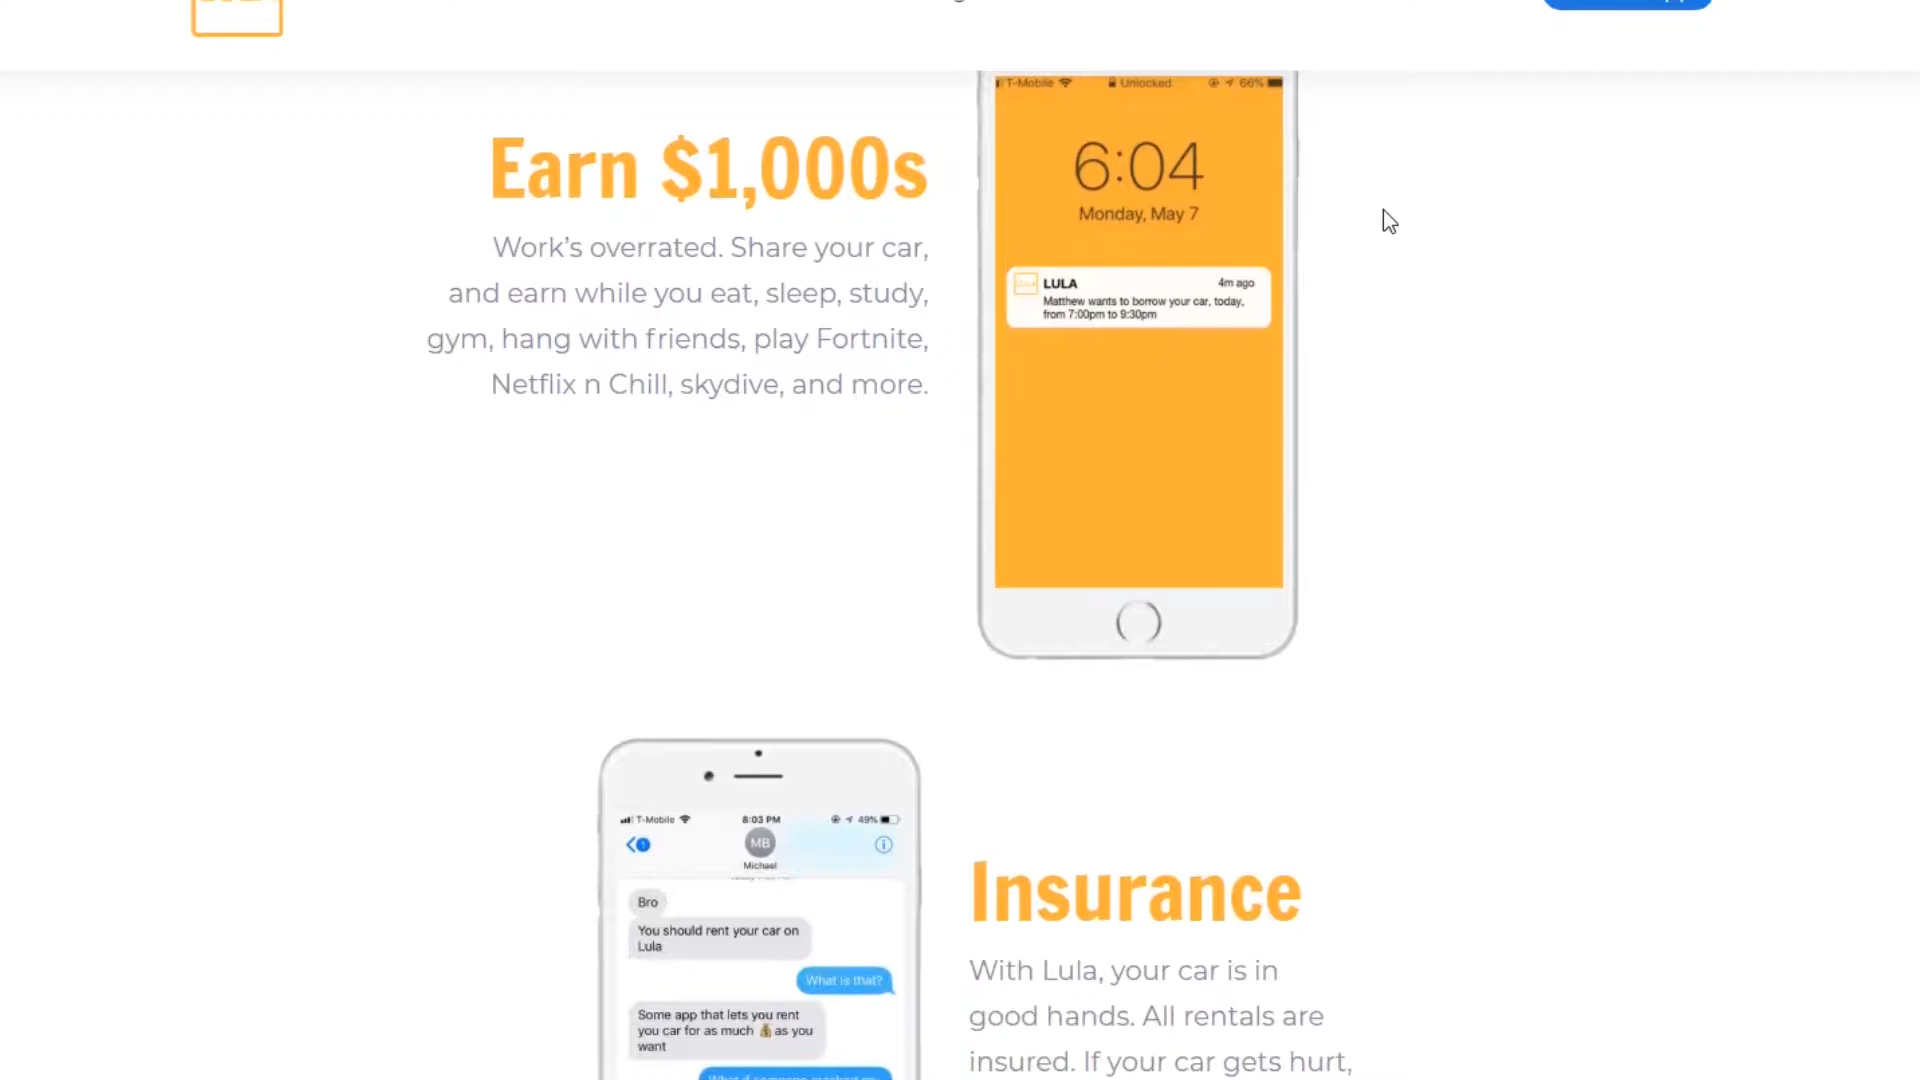 T-Mobile Unlocked 66%
Earn $1,000s
6:04
Monday, May 7
Work's overrated. Share your car,
and earn while you eat, sleep, study,
gym, hang with friends, play Fortnite,
Netflix n Chill, skydive, and more.
LULA 4m ago
Matthew wants to borrow your car, today,
from 7:00pm to 9:30pm
T-Mobile 8:03 PM 49%
1 MB
Michael
Bro
You should rent your car on
Lula
What is that?
Some app that lets you rent
you car for as much 💰 as you
want
Insurance
With Lula, your car is in
good hands. All rentals are
insured. If your car gets hurt,